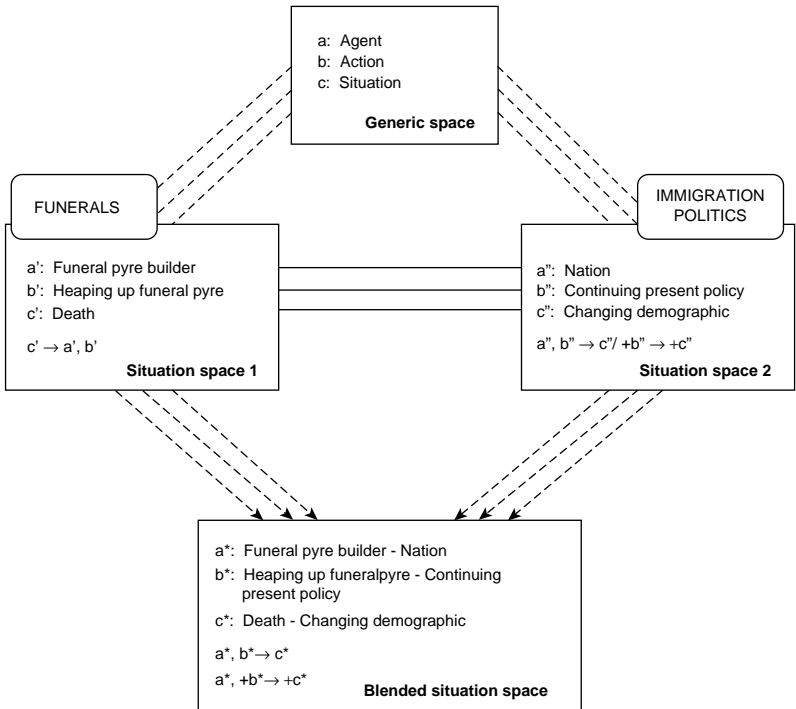 a: Agent
b: Action
c: Situation
Generic space
FUNERALS
IMMIGRATION
POLITICS
a’: Funeral pyre builder
b’: Heaping up funeral pyre
c’: Death
c’ → a’, b’
Situation space 1
a”: Nation
b”: Continuing present policy
c”: Changing demographic
a”, b” → c”/ +b” → +c”
Situation space 2
a*: Funeral pyre builder - Nation
b*: Heaping up funeralpyre - Continuing
present policy
c*: Death - Changing demographic
a*, b*→ c*
a*, +b*→ +c*
Blended situation space